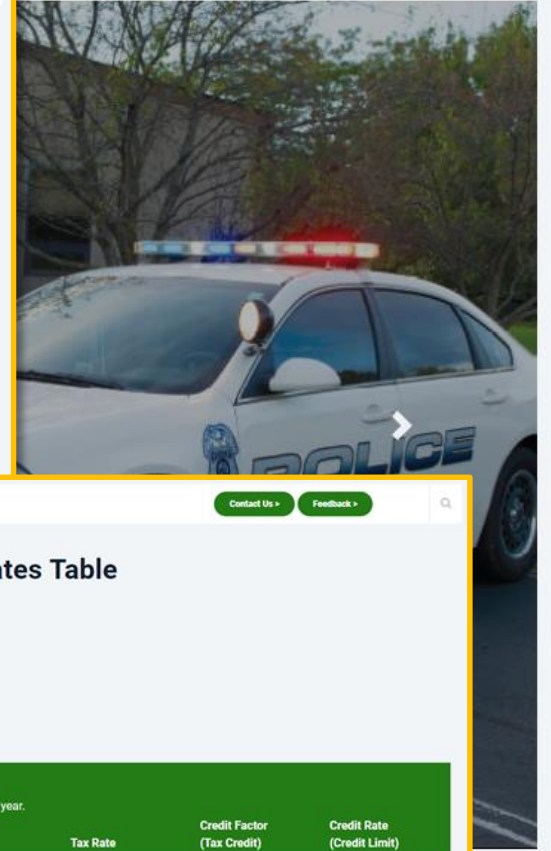 POLICE
Contact Us >
Feedback >
ates Table
year.
Tax Rate
Credit Factor
(Tax Credit)
Credit Rate
(Credit Limit)